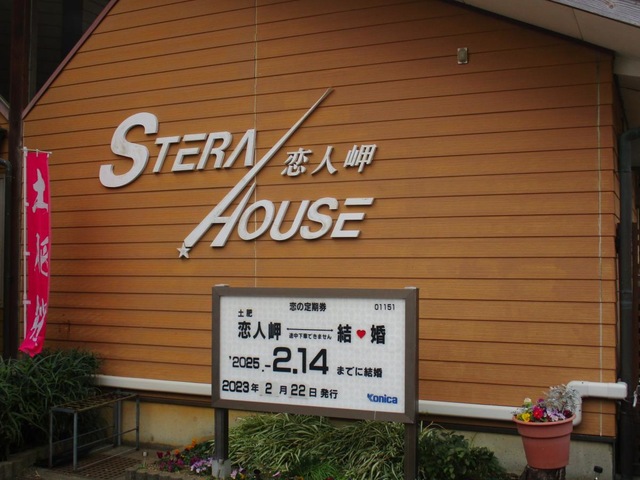 STERA
恋人岬
HOUSE
土肥
恋の定期券
01151
土肥
恋人岬
途中下車できません
結♥婚
'2025.-2.14 までに結婚
2023年 2月 22日発行
Konica